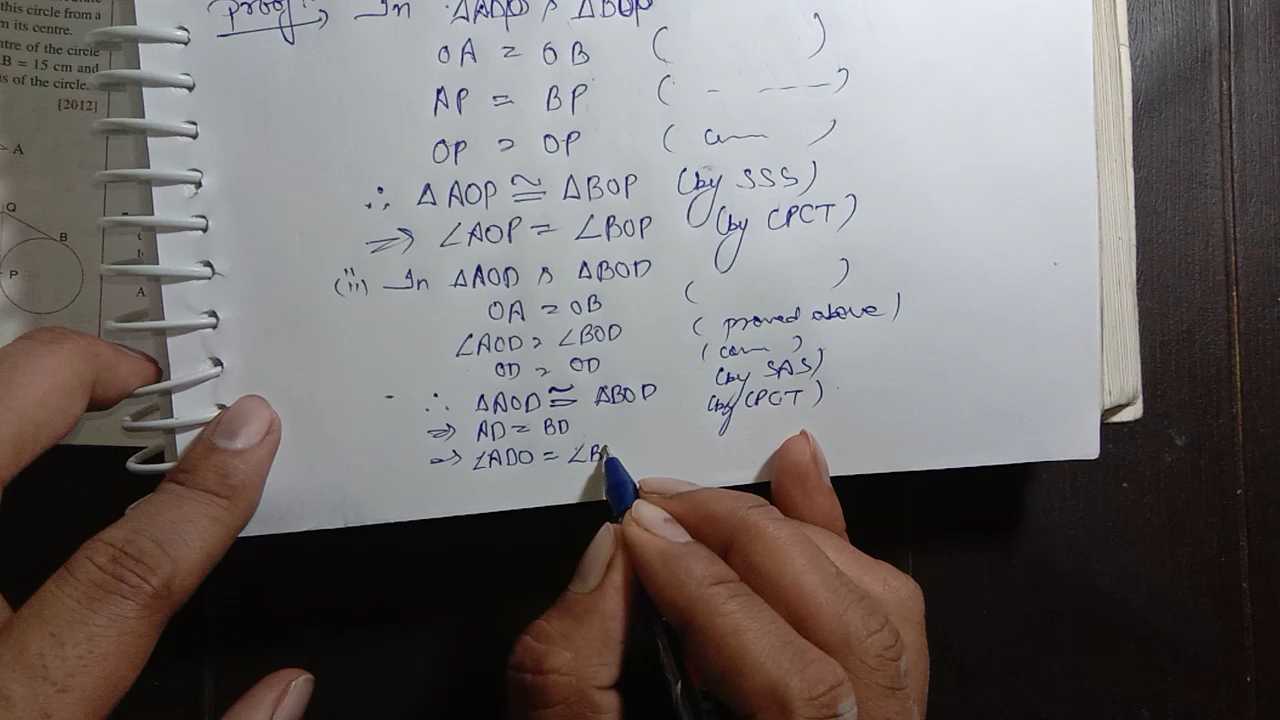 this circle from a
m its centre.
ntre of the circle
B = 15 cm and
s of the circle.
[2012]
A
Q
B
P
A
Proof: In ΔAOP & ΔBOP
OA = OB ( )
AP = BP ( - —— )
OP = OP ( com )
∴ ΔAOP ≅ ΔBOP (by SSS)
⇒ ∠AOP = ∠BOP (by CPCT)
(ii) In ΔAOD & ΔBOD
OA = OB ( )
∠AOD = ∠BOD (proved above)
OD = OD (com )
∴ ΔAOD ≅ ΔBOD (by SAS)
⇒ AD = BD (by CPCT)
⇒ ∠ADO = ∠B